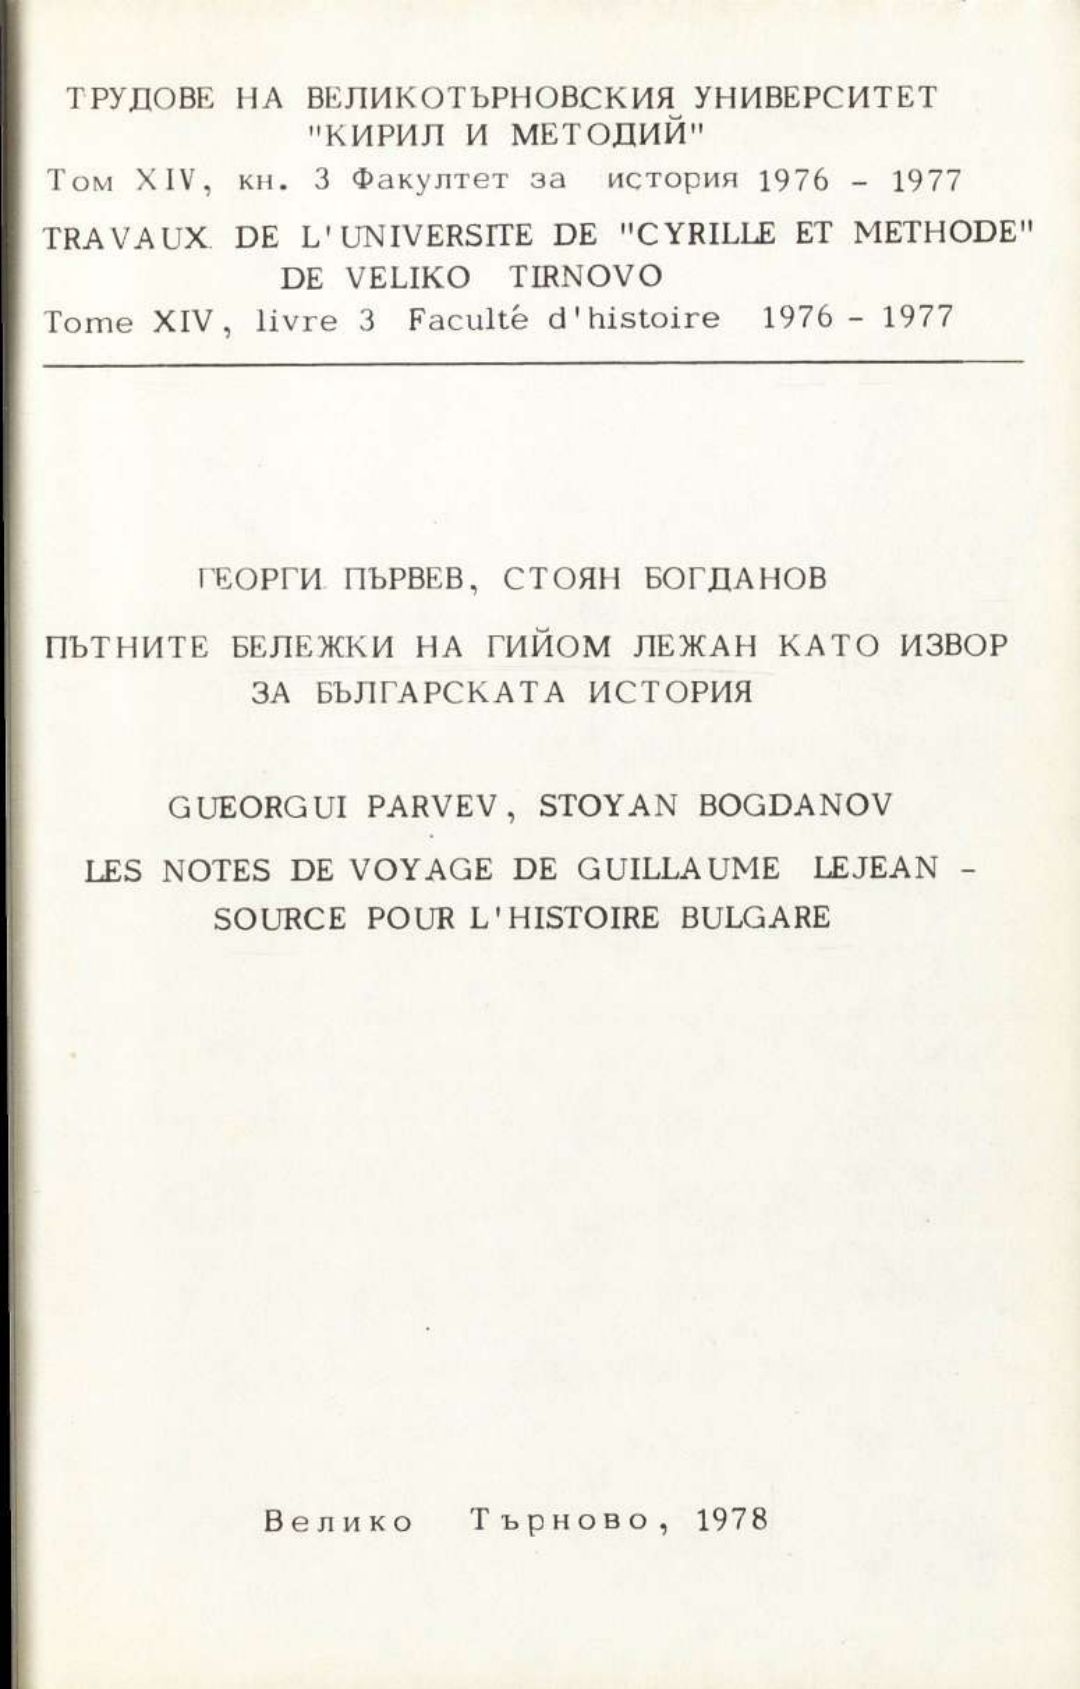 ТРУДОВЕ НА ВЕЛИКОТЪРНОВСКИЯ УНИВЕРСИТЕТ
"КИРИЛ И МЕТОДИЙ"
Том XIV, кн. 3 Факултет за история 1976 - 1977
TRAVAUX DE L'UNIVERSITE DE "CYRILLE ET METHODE"
DE VELIKO TIRNOVO
Tome XIV, livre 3 Faculté d'histoire 1976 - 1977
ГЕОРГИ ПЪРВЕВ, СТОЯН БОГДАНОВ
ПЪТНИТЕ БЕЛЕЖКИ НА ГИЙОМ ЛЕЖАН КАТО ИЗВОР
ЗА БЪЛГАРСКАТА ИСТОРИЯ
GUEORGUI PARVEV, STOYAN BOGDANOV
LES NOTES DE VOYAGE DE GUILLAUME LEJEAN -
SOURCE POUR L'HISTOIRE BULGARE
Велико Търново, 1978